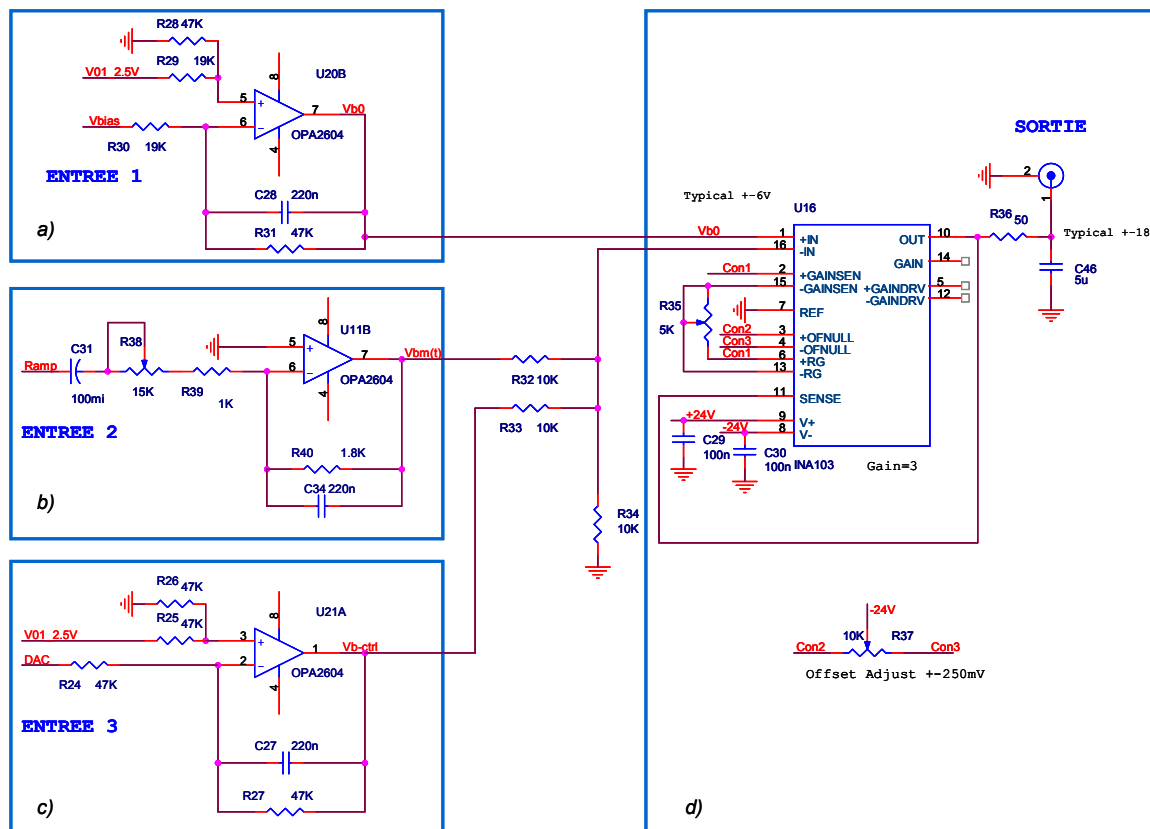 R28 47K
R29 19K
V01 2.5V
U20B
8
5
+
7
Vb0
6
−
Vbias
OPA2604
R30 19K
4
ENTREE 1
C28 220n
a)
R31 47K
U11B
8
C31
R38
5
+
7
Vbm(t)
Ramp
6
−
OPA2604
100mi
15K
R39
1K
4
ENTREE 2
R40 1.8K
C34 220n
b)
R26 47K
R25 47K
U21A
8
V01 2.5V
3
+
1
Vb-ctrl
DAC
2
−
OPA2604
R24 47K
4
ENTREE 3
C27 220n
R27 47K
c)
R32 10K
R33 10K
R34
10K
SORTIE
2
1
Typical +-6V
U16
R36
50
Typical +-18
Vb0
1
+IN
OUT
10
16
-IN
C46
5u
Con1
2
+GAINSEN
GAIN
14
15
-GAINSEN
+GAINDRV
5
-GAINDRV
12
R35
5K
7
REF
Con2
3
+OFNULL
Con3
4
-OFNULL
Con1
6
+RG
13
-RG
11
SENSE
+24V
9
V+
-24V
8
V-
C29
100n
C30
100n
INA103
Gain=3
-24V
10K
R37
Con2
Con3
Offset Adjust +-250mV
d)